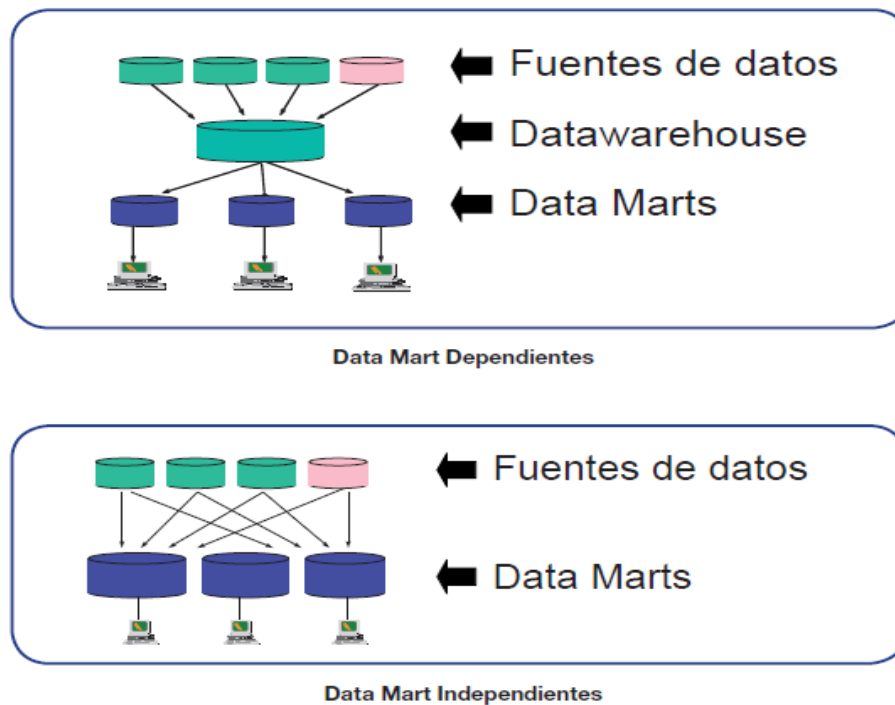 Fuentes de datos
Datawarehouse
Data Marts
Data Mart Dependientes
Fuentes de datos
Data Marts
Data Mart Independientes